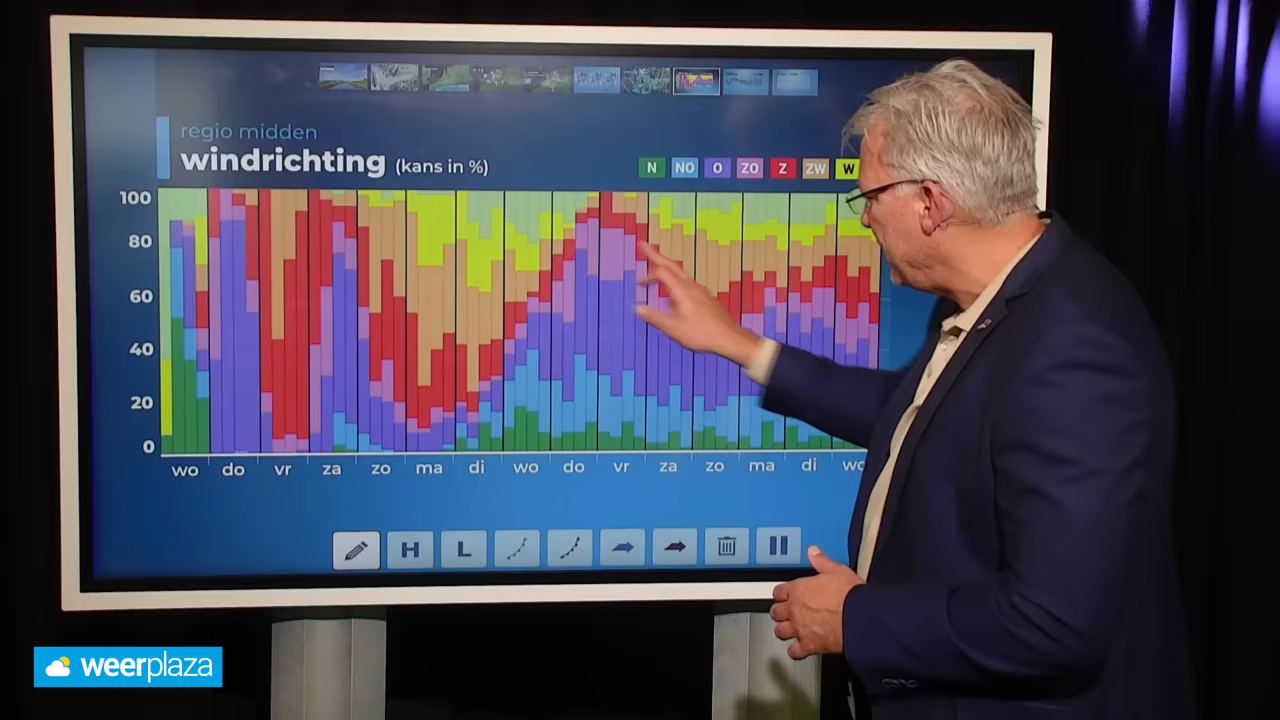 regio midden
windrichting (kans in %)
N NO O ZO Z ZW W
100
80
60
40
20
0
wo do vr za zo ma di wo do vr za zo ma di wo
H L
weerplaza